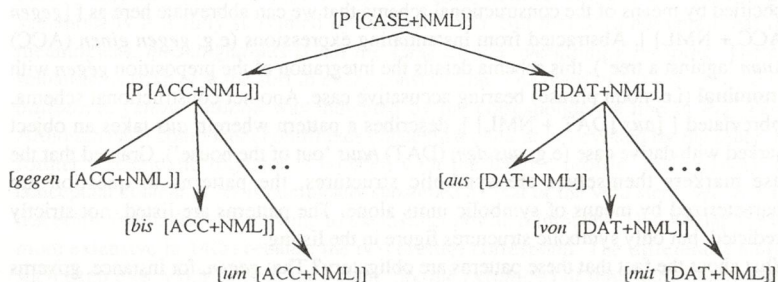 [P [CASE+NML]]
[P [ACC+NML]] [P [DAT+NML]]
[gegen [ACC+NML]] ... [aus [DAT+NML]] ...
[bis [ACC+NML]] [von [DAT+NML]]
[um [ACC+NML]] [mit [DAT+NML]]